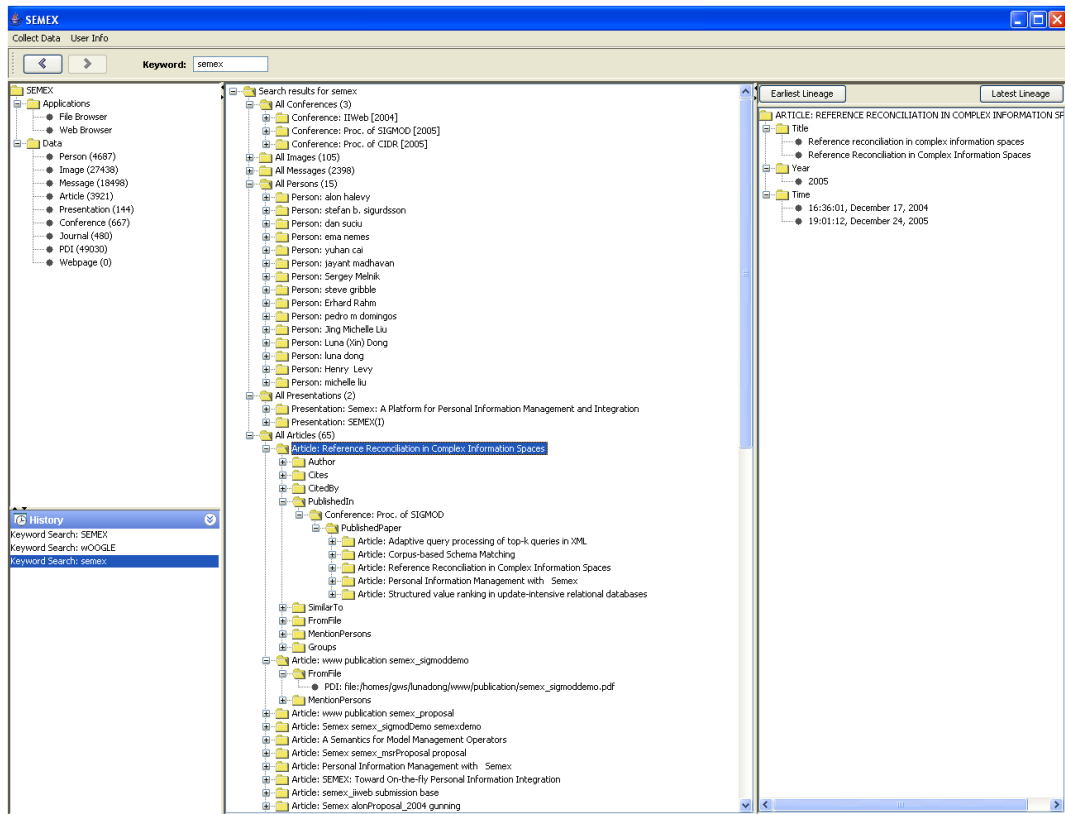 SEMEX
Collect Data User Info
Keyword: semex
SEMEX
Applications
File Browser
Web Browser
Data
Person (4687)
Image (27438)
Message (18498)
Article (3921)
Presentation (144)
Conference (667)
Journal (480)
PDI (49030)
Webpage (0)
History
Keyword Search: SEMEX
Keyword Search: wOOGLE
Keyword Search: semex
Search results for semex
All Conferences (3)
Conference: IIWeb [2004]
Conference: Proc. of SIGMOD [2005]
Conference: Proc. of CIDR [2005]
All Images (105)
All Messages (2398)
All Persons (15)
Person: alon halevy
Person: stefan b. sigurdsson
Person: dan suciu
Person: ema nemes
Person: yuhan cai
Person: jayant madhavan
Person: Sergey Melnik
Person: steve gribble
Person: Erhard Rahm
Person: pedro m domingos
Person: Jing Michelle Liu
Person: Luna (Xin) Dong
Person: luna dong
Person: Henry Levy
Person: michelle liu
All Presentations (2)
Presentation: Semex: A Platform for Personal Information Management and Integration
Presentation: SEMEX(I)
All Articles (65)
Article: Reference Reconciliation in Complex Information Spaces
Author
Cites
CitedBy
PublishedIn
Conference: Proc. of SIGMOD
PublishedPaper
Article: Adaptive query processing of top-k queries in XML
Article: Corpus-based Schema Matching
Article: Reference Reconciliation in Complex Information Spaces
Article: Personal Information Management with Semex
Article: Structured value ranking in update-intensive relational databases
SimilarTo
FromFile
MentionPersons
Groups
Article: www publication semex_sigmoddemo
FromFile
PDI: file:/homes/gws/lunadong/www/publication/semex_sigmoddemo.pdf
MentionPersons
Article: www publication semex_proposal
Article: Semex semex_sigmodDemo semexdemo
Article: A Semantics for Model Management Operators
Article: Semex semex_msrProposal proposal
Article: Personal Information Management with Semex
Article: SEMEX: Toward On-the-fly Personal Information Integration
Article: semex_iiweb submission base
Article: Semex alonProposal_2004 gunning
Earliest Lineage Latest Lineage
ARTICLE: REFERENCE RECONCILIATION IN COMPLEX INFORMATION SP
Title
Reference reconciliation in complex information spaces
Reference Reconciliation in Complex Information Spaces
Year
2005
Time
16:36:01, December 17, 2004
19:01:12, December 24, 2005